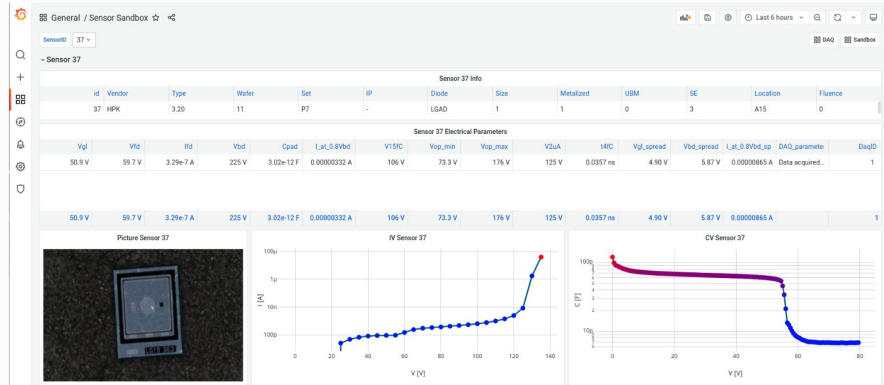 General / Sensor Sandbox
Last 6 hours
SensorID 37
DAQ Sandbox
Sensor 37
Sensor 37 Info
id Vendor Type Wafer Set IP Diode Size Metalized UBM SE Location Fluence
37 HPK 3.20 11 P7 - LGAD 1 1 0 3 A15 0
Sensor 37 Electrical Parameters
Vgl Vfd Ifd Vbd Cpad I_at_0.8Vbd V15fC Vop_min Vop_max V2uA t4fC Vgl_spread Vbd_spread I_at_0.8Vbd_sp DAQ_paramete DaqID
50.9 V 59.7 V 3.29e-7 A 225 V 3.02e-12 F 0.00000332 A 106 V 73.3 V 176 V 125 V 0.0357 ns 4.90 V 5.87 V 0.00000865 A Data acquired... 1
50.9 V 59.7 V 3.29e-7 A 225 V 3.02e-12 F 0.00000332 A 106 V 73.3 V 176 V 125 V 0.0357 ns 4.90 V 5.87 V 0.00000865 A 1
Picture Sensor 37 IV Sensor 37 CV Sensor 37
100µ
1µ
10n
100p
I [A]
0 20 40 60 80 100 120 140
V [V]
100p
5
4
3
2
10p
5
C [F]
0 20 40 60 80
V [V]